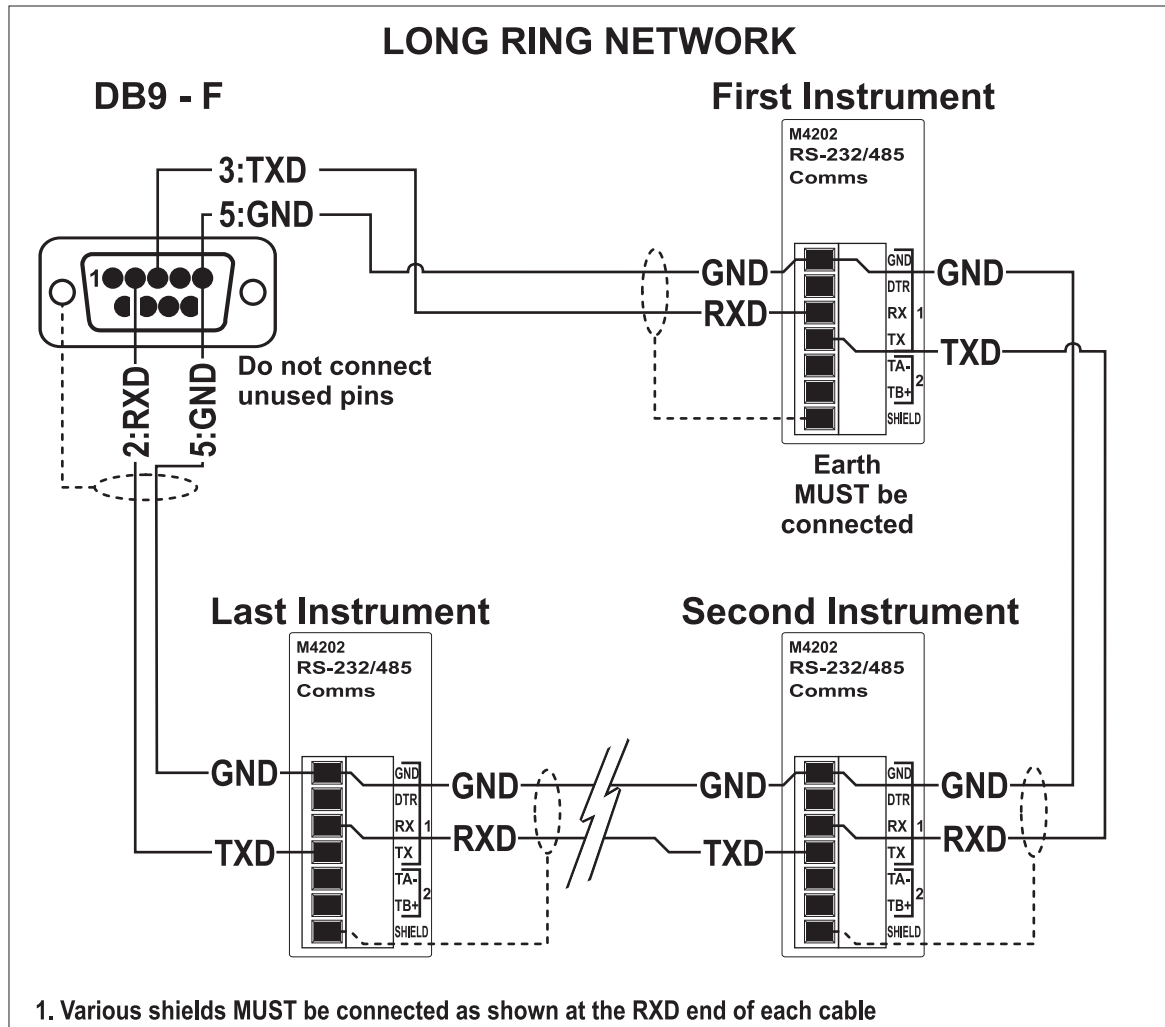 LONG RING NETWORK
DB9 - F
First Instrument
M4202
RS-232/485
Comms
3:TXD
5:GND
1
GND
RXD
GND
DTR
RX 1
TX
TA-
2
TB+
SHIELD
GND
TXD
Do not connect
unused pins
2:RXD
5:GND
Earth
MUST be
connected
Last Instrument
M4202
RS-232/485
Comms
GND
TXD
GND
DTR
RX 1
TX
TA-
2
TB+
SHIELD
GND
RXD
Second Instrument
M4202
RS-232/485
Comms
GND
TXD
GND
DTR
RX 1
TX
TA-
2
TB+
SHIELD
GND
RXD
1. Various shields MUST be connected as shown at the RXD end of each cable